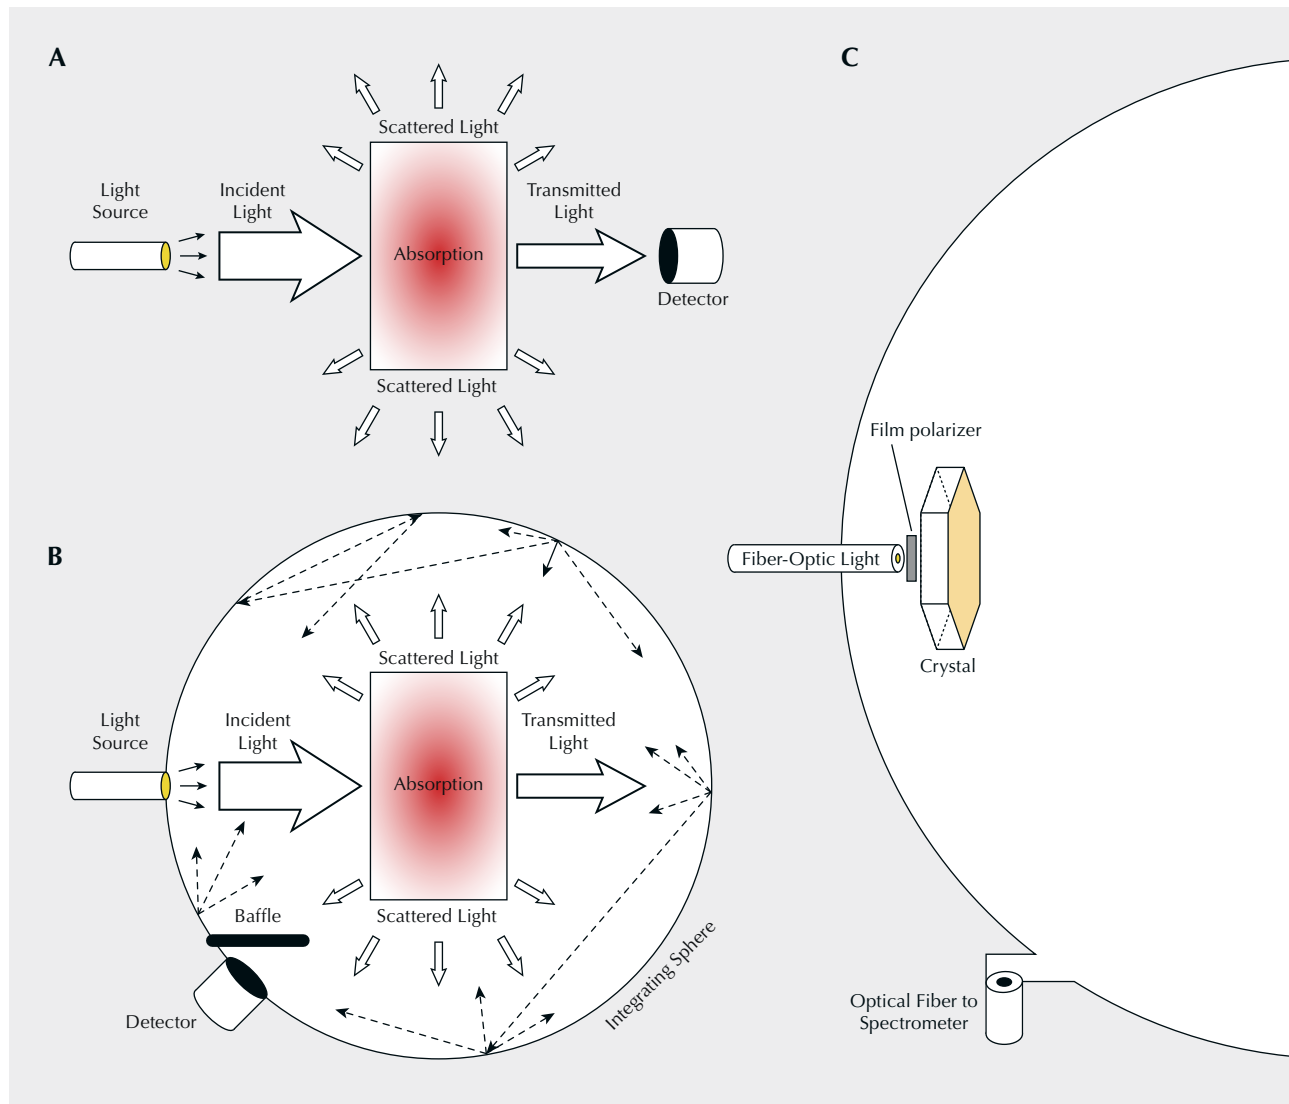 A
Scattered Light
Light
Source
Incident
Light
Absorption
Transmitted
Light
Detector
Scattered Light
B
Scattered Light
Light
Source
Incident
Light
Absorption
Transmitted
Light
Baffle
Scattered Light
Detector
Integrating Sphere
C
Film polarizer
Fiber-Optic Light
Crystal
Optical Fiber to
Spectrometer